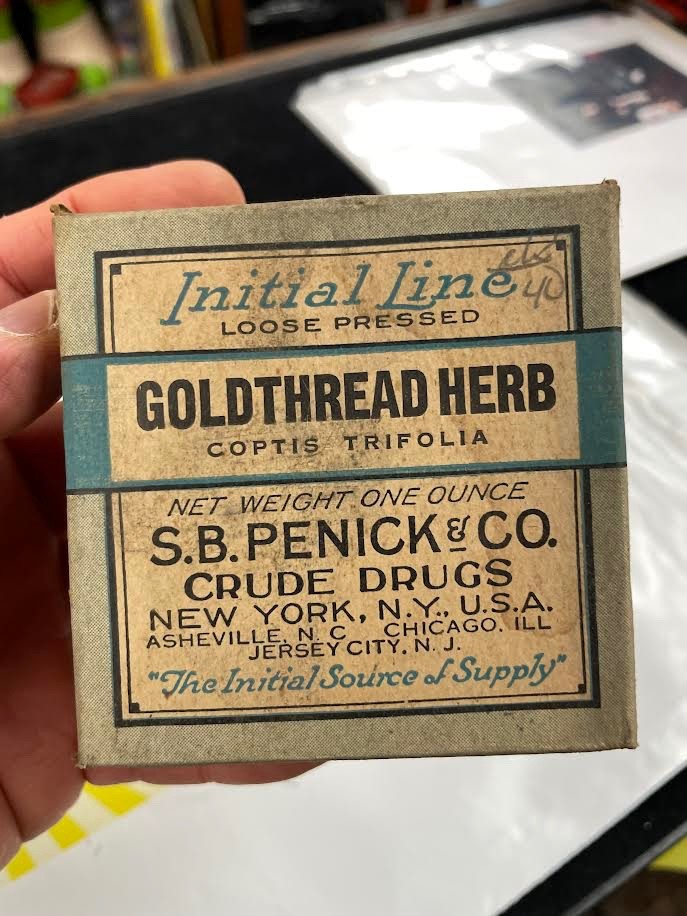 Initial Line
40
LOOSE PRESSED
GOLDTHREAD HERB
COPTIS TRIFOLIA
NET WEIGHT ONE OUNCE
S.B. PENICK & CO.
CRUDE DRUGS
NEW YORK, N.Y., U.S.A.
ASHEVILLE, N. C. CHICAGO, ILL
JERSEY CITY, N. J.
"The Initial Source of Supply"